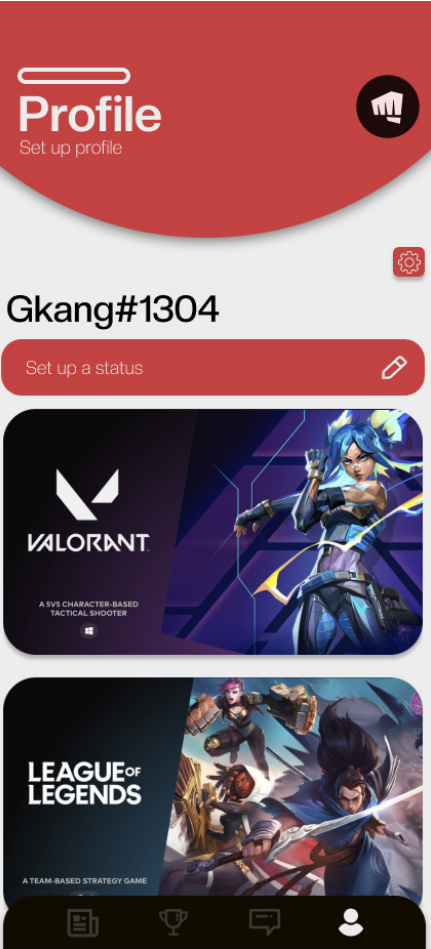 Profile
Set up profile
Gkang#1304
Set up a status
VALORANT
A 5V5 CHARACTER-BASED
TACTICAL SHOOTER
LEAGUE OF
LEGENDS
A TEAM-BASED STRATEGY GAME